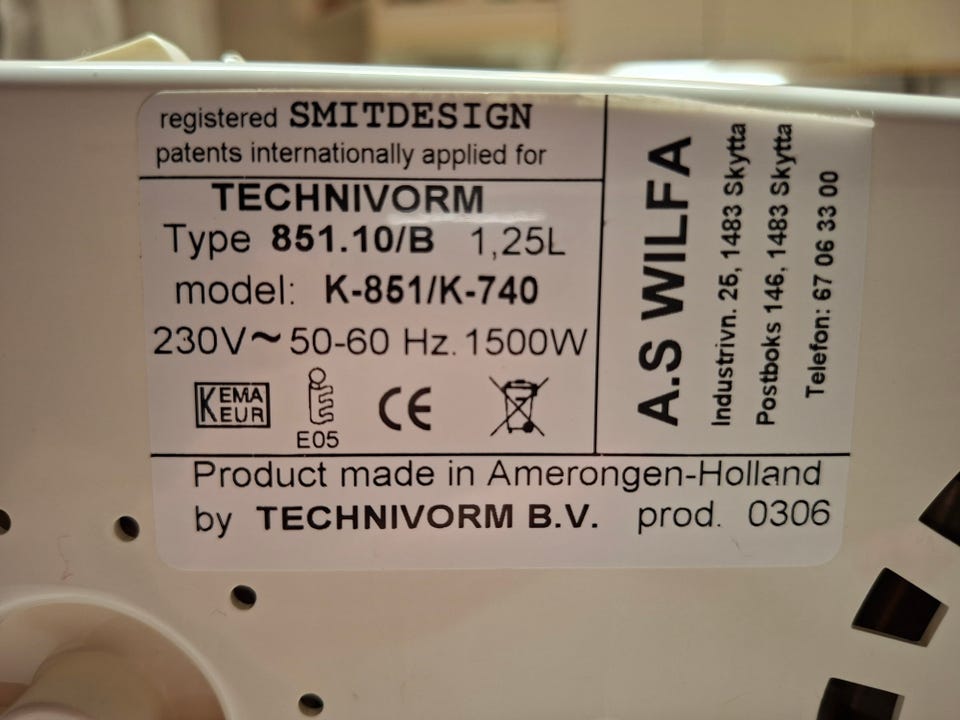 registered SMITDESIGN
patents internationally applied for
TECHNIVORM
Type 851.10/B 1,25L
model: K-851/K-740
230V~50-60 Hz. 1500W
KEMA
EUR
E05
CE
Product made in Amerongen-Holland
by TECHNIVORM B.V. prod. 0306
A.S WILFA
Industrivn. 25, 1483 Skytta
Postboks 146, 1483 Skytta
Telefon: 67 06 33 00